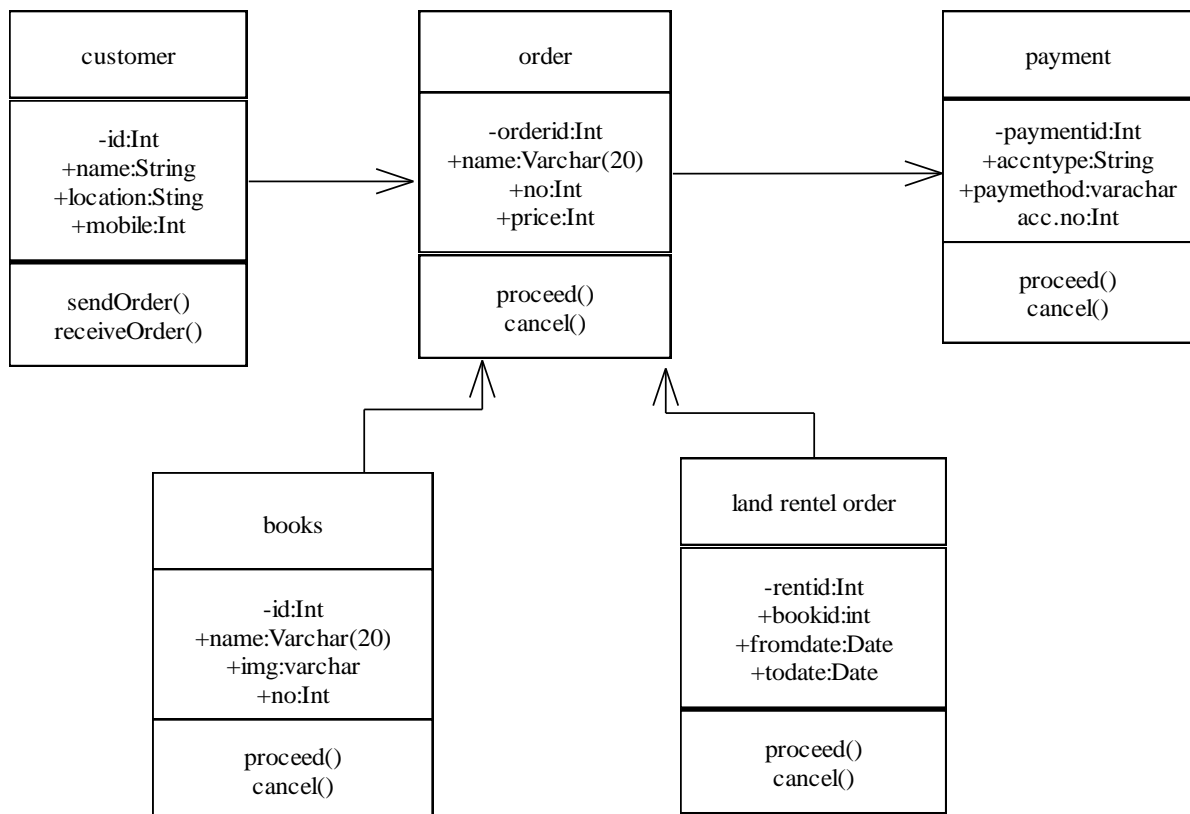 customer
-id:Int
+name:String
+location:Sting
+mobile:Int
sendOrder()
receiveOrder()
order
-orderid:Int
+name:Varchar(20)
+no:Int
+price:Int
proceed()
cancel()
payment
-paymentid:Int
+accntype:String
+paymethod:varachar
acc.no:Int
proceed()
cancel()
books
-id:Int
+name:Varchar(20)
+img:varchar
+no:Int
proceed()
cancel()
land rentel order
-rentid:Int
+bookid:int
+fromdate:Date
+todate:Date
proceed()
cancel()